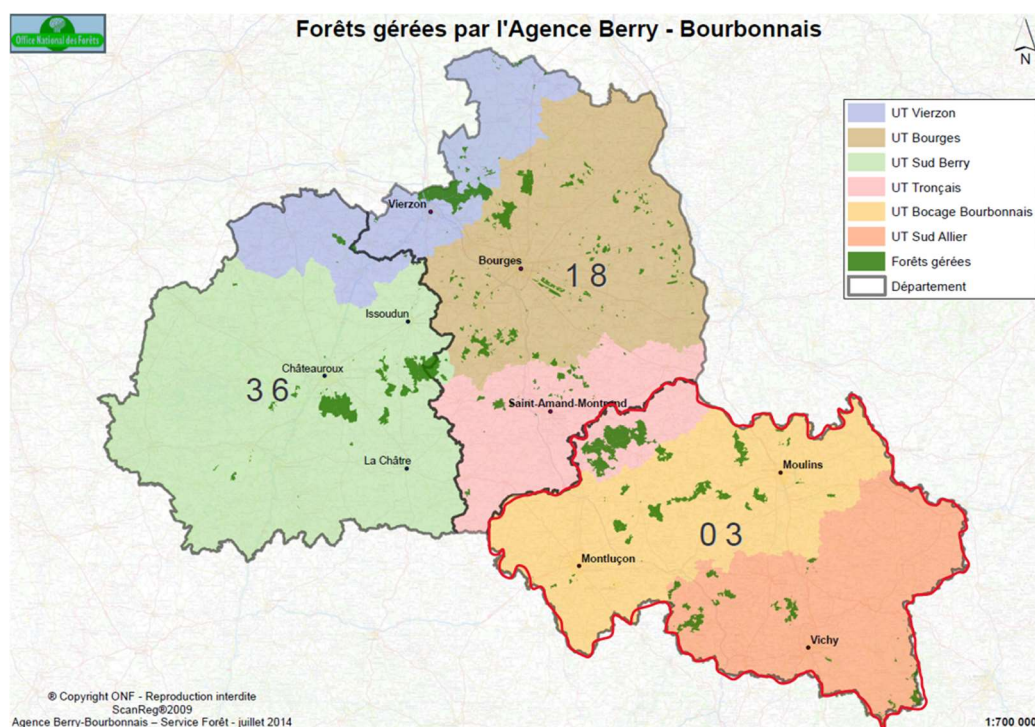 Office National des Forêts
Forêts gérées par l'Agence Berry - Bourbonnais
N
UT Vierzon
UT Bourges
UT Sud Berry
UT Tronçais
UT Bocage Bourbonnais
UT Sud Allier
Forêts gérées
Département
Vierzon
Bourges
18
Issoudun
Châteauroux
36
Saint-Amand-Montrond
La Châtre
Moulins
03
Montluçon
Vichy
® Copyright ONF - Reproduction interdite
ScanReg®2009
Agence Berry-Bourbonnais – Service Forêt - juillet 2014
1:700 000